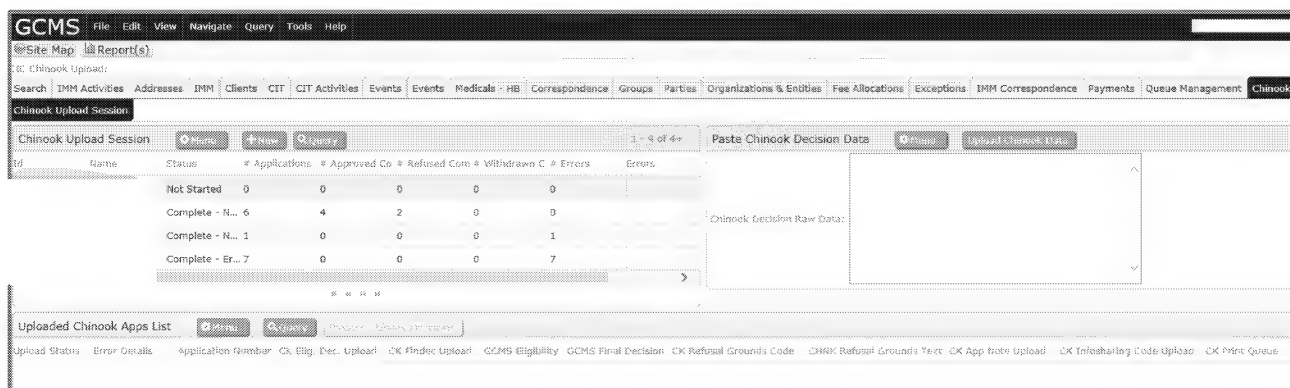 GCMS File Edit View Navigate Query Tools Help
Site Map Report(s)
CIC Chinook Upload:
Search IMM Activities Addresses IMM Clients CIT CIT Activities Events Events Medicals - HB Correspondence Groups Parties Organizations & Entities Fee Allocations Exceptions IMM Correspondence Payments Queue Management Chinook
Chinook Upload Session
Chinook Upload Session Menu New Query 1 - 4 of 4+ Paste Chinook Decision Data Menu Upload Chinook Data
Id Name Status # Applications # Approved Co # Refused Com # Withdrawn C # Errors Errors
Not Started 0 0 0 0 0
Complete - N... 6 4 2 0 0
Chinook Decision Raw Data:
Complete - N... 1 0 0 0 1
Complete - Er... 7 0 0 0 7
Uploaded Chinook Apps List Menu Query
Upload Status Error Details Application Number CK Elig. Dec. Upload CK Findec Upload GCMS Eligibility GCMS Final Decision CK Refusal Grounds Code CHNK Refusal Grounds Text CK App Note Upload CK Infosharing Code Upload CK Print Queue